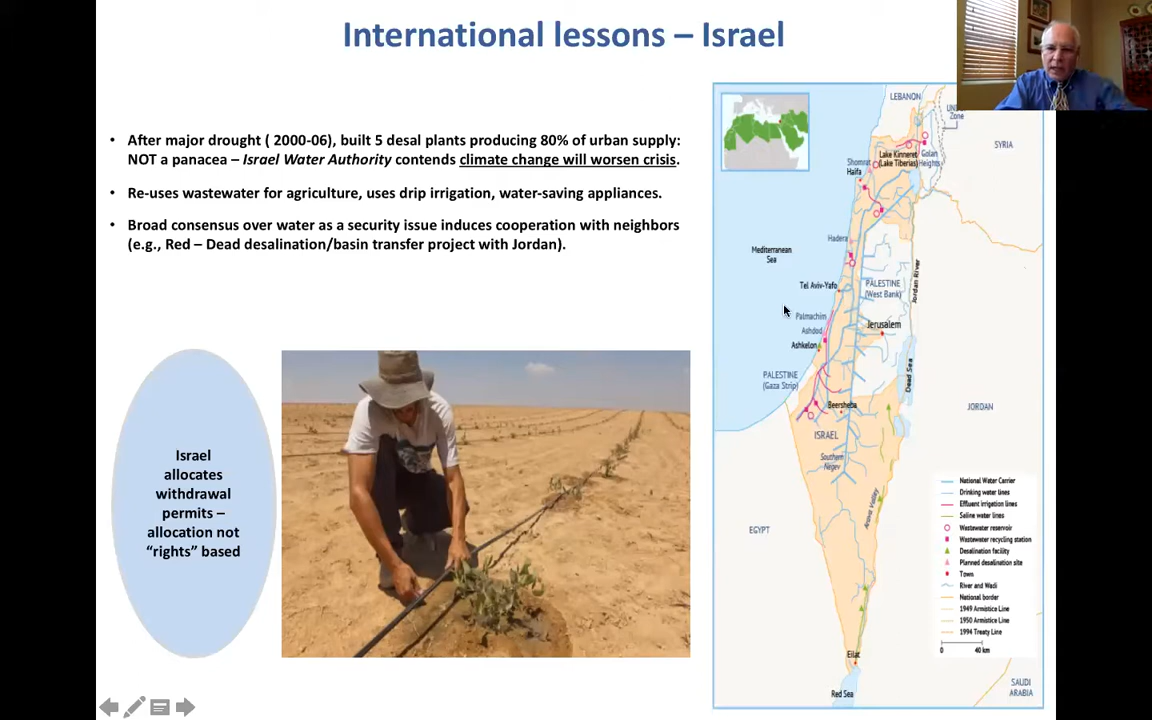 International lessons – Israel
• After major drought ( 2000-06), built 5 desal plants producing 80% of urban supply:
NOT a panacea – Israel Water Authority contends climate change will worsen crisis.
• Re-uses wastewater for agriculture, uses drip irrigation, water-saving appliances.
• Broad consensus over water as a security issue induces cooperation with neighbors
(e.g., Red – Dead desalination/basin transfer project with Jordan).
Israel
allocates
withdrawal
permits –
allocation not
“rights” based
LEBANON
Zone
SYRIA
Golan
Heights
Lake Kinneret
(Lake Tiberias)
Shomrat
Haifa
Hadera
Mediterranean
Sea
Tel Aviv-Yafo
PALESTINE
(West Bank)
Jordan River
Palmachim
Jerusalem
Ashdod
Ashkelon
Dead Sea
PALESTINE
(Gaza Strip)
Beersheba
JORDAN
ISRAEL
Southern
Negev
Arava Valley
EGYPT
Eilat
Red Sea
SAUDI
ARABIA
National Water Carrier
Drinking water lines
Effluent irrigation lines
Saline water lines
Wastewater reservoir
Wastewater recycling station
Desalination facility
Planned desalination site
Town
River and Wadi
National border
1949 Armistice Line
1950 Armistice Line
1994 Treaty Line
0 40 km